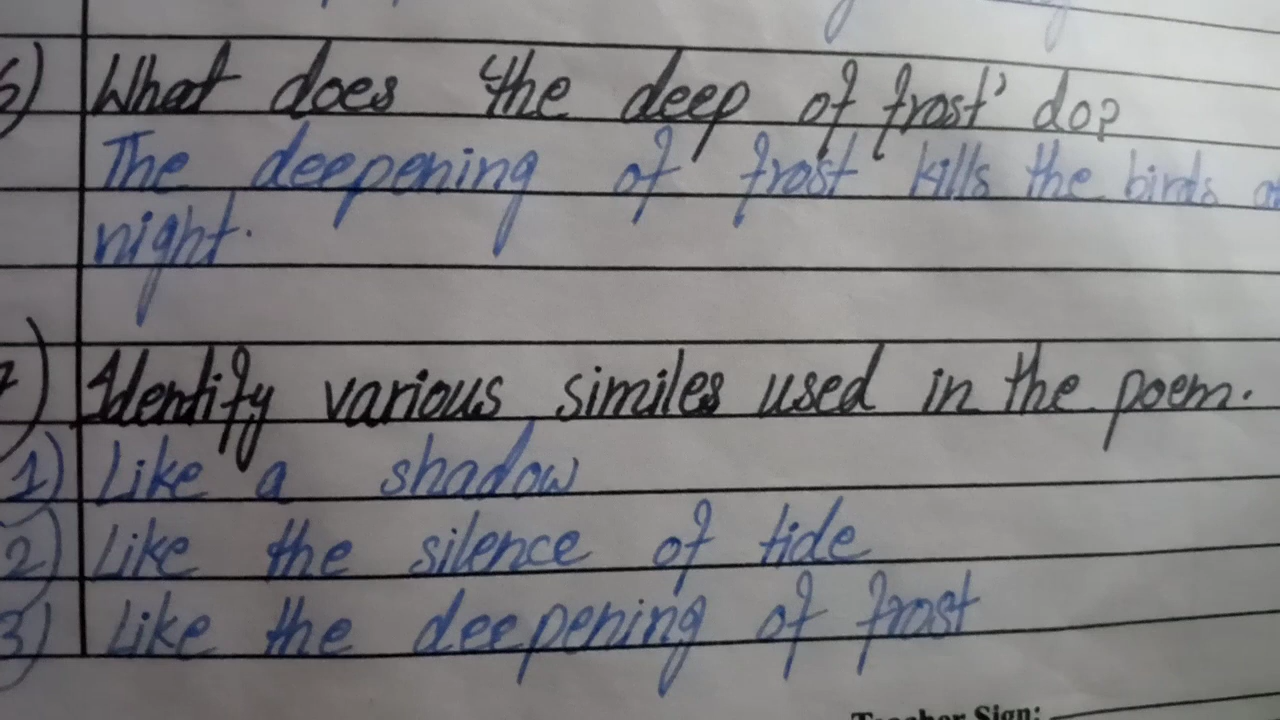 6) What does "the deep of frost' do?
The deepening of frost kills the birds at
night.
7) Identify various similes used in the poem.
1) Like a shadow
2) Like the silence of tide
3) Like the deepening of frost
Teacher Sign: